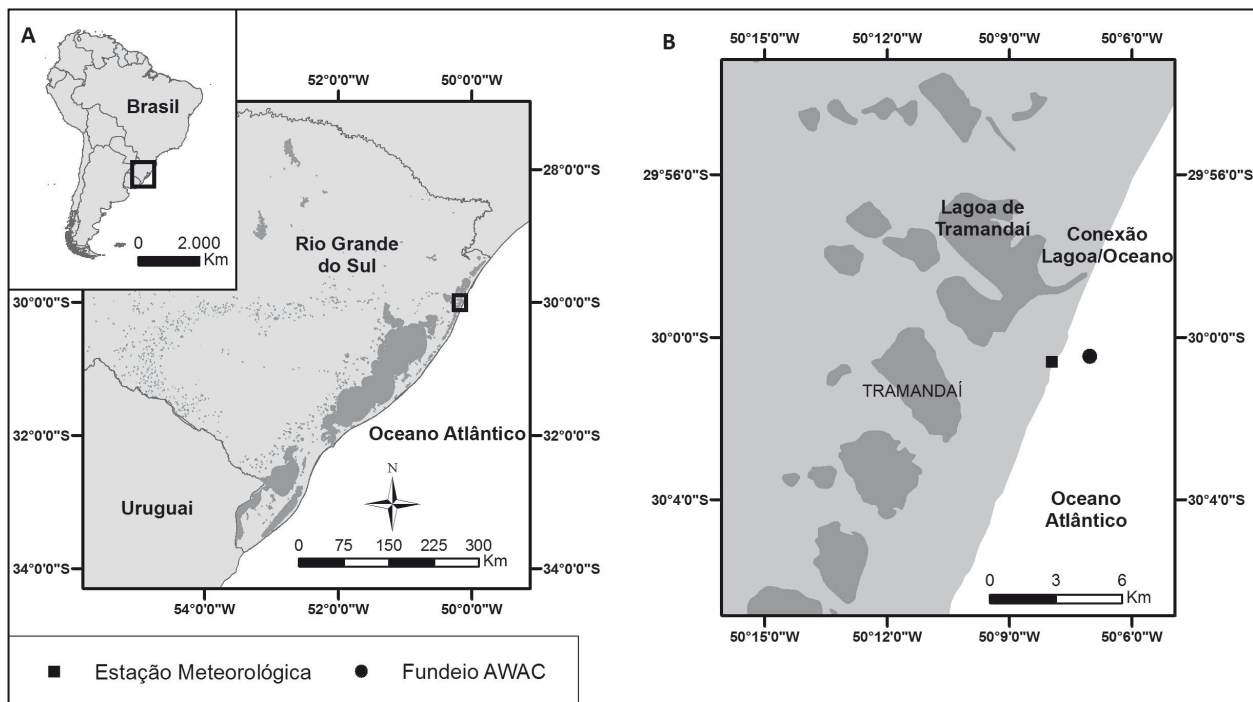 A
Brasil
0 2.000
Km
52°0'0"W 50°0'0"W
28°0'0"S
Rio Grande
do Sul
30°0'0"S 30°0'0"S
Oceano Atlântico
32°0'0"S 32°0'0"S
N
Uruguai
0 75 150 225 300
Km
34°0'0"S 34°0'0"S
54°0'0"W 52°0'0"W 50°0'0"W
Estação Meteorológica
Fundeio AWAC
B
50°15'0"W 50°12'0"W 50°9'0"W 50°6'0"W
29°56'0"S 29°56'0"S
Lagoa de
Tramandaí
Conexão
Lagoa/Oceano
30°0'0"S 30°0'0"S
TRAMANDAÍ
30°4'0"S 30°4'0"S
Oceano
Atlântico
0 3 6
Km
50°15'0"W 50°12'0"W 50°9'0"W 50°6'0"W